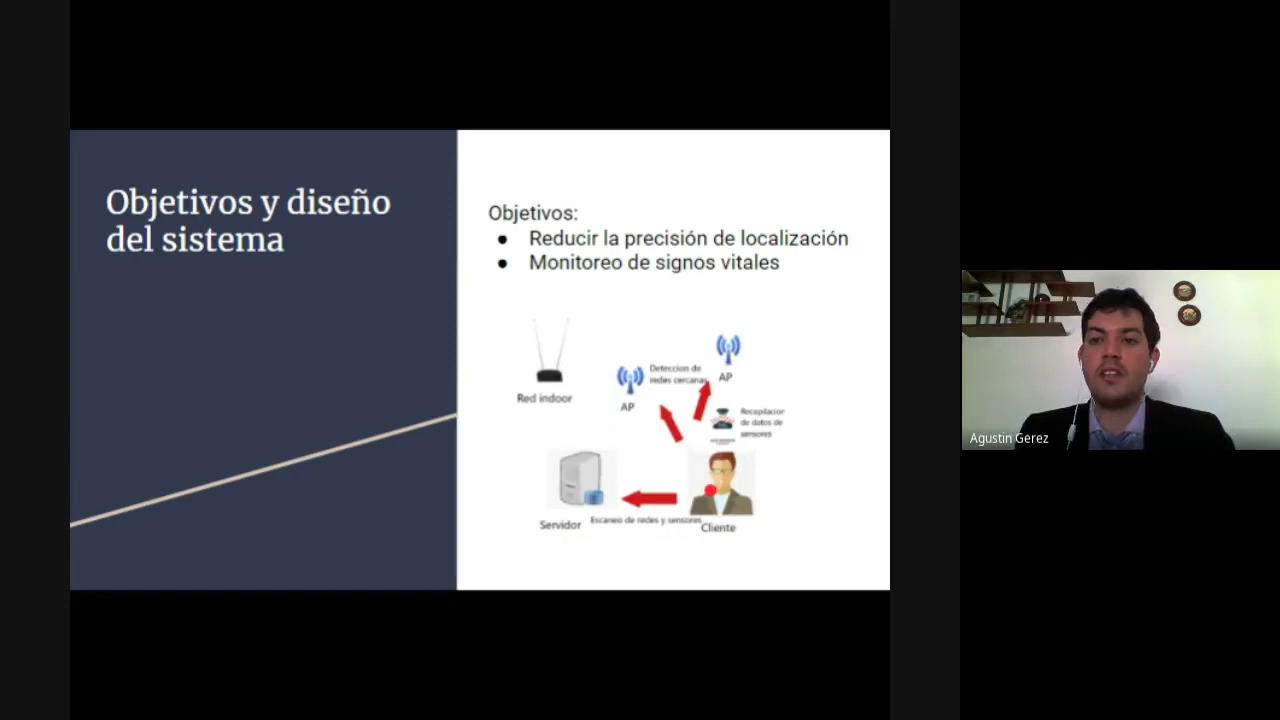 Objetivos y diseño
del sistema
Objetivos:
● Reducir la precisión de localización
● Monitoreo de signos vitales
Red indoor
AP
Deteccion de
redes cercanas
AP
Recopilacion
de datos de
sensores
Servidor
Escaneo de redes y sensores
Cliente
Agustin Gerez